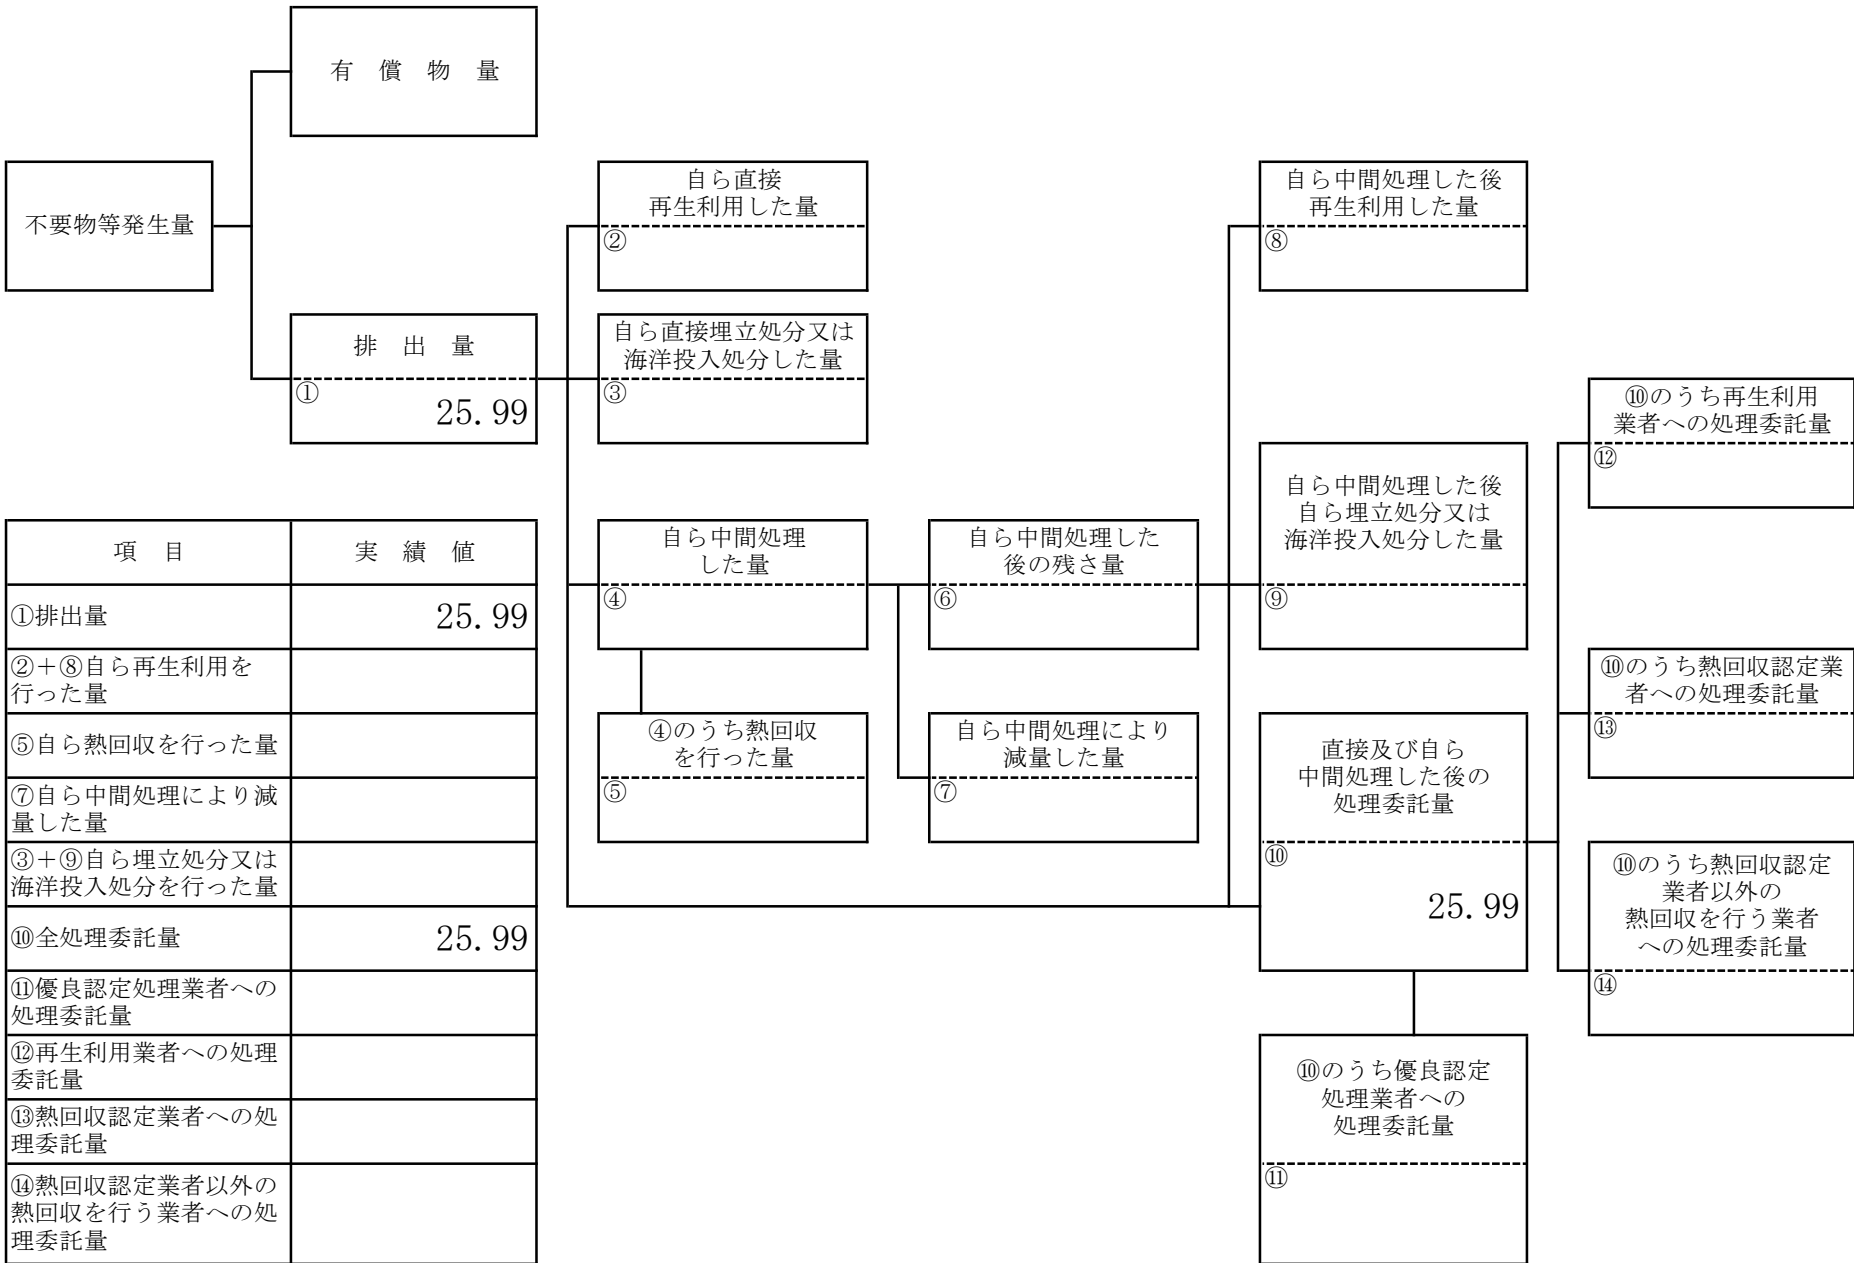 有 償 物 量
不要物等発生量
排 出 量
①
25.99
自ら直接
再生利用した量
②
自ら直接埋立処分又は
海洋投入処分した量
③
自ら中間処理
した量
④
④のうち熱回収
を行った量
⑤
自ら中間処理した
後の残さ量
⑥
自ら中間処理により
減量した量
⑦
自ら中間処理した後
再生利用した量
⑧
自ら中間処理した後
自ら埋立処分又は
海洋投入処分した量
⑨
直接及び自ら
中間処理した後の
処理委託量
⑩
25.99
⑩のうち優良認定
処理業者への
処理委託量
⑪
⑩のうち再生利用
業者への処理委託量
⑫
⑩のうち熱回収認定業
者への処理委託量
⑬
⑩のうち熱回収認定
業者以外の
熱回収を行う業者
への処理委託量
⑭
項 目 実 績 値
①排出量 25.99
②+⑧自ら再生利用を
行った量
⑤自ら熱回収を行った量
⑦自ら中間処理により減
量した量
③+⑨自ら埋立処分又は
海洋投入処分を行った量
⑩全処理委託量 25.99
⑪優良認定処理業者への
処理委託量
⑫再生利用業者への処理
委託量
⑬熱回収認定業者への処
理委託量
⑭熱回収認定業者以外の
熱回収を行う業者への処
理委託量